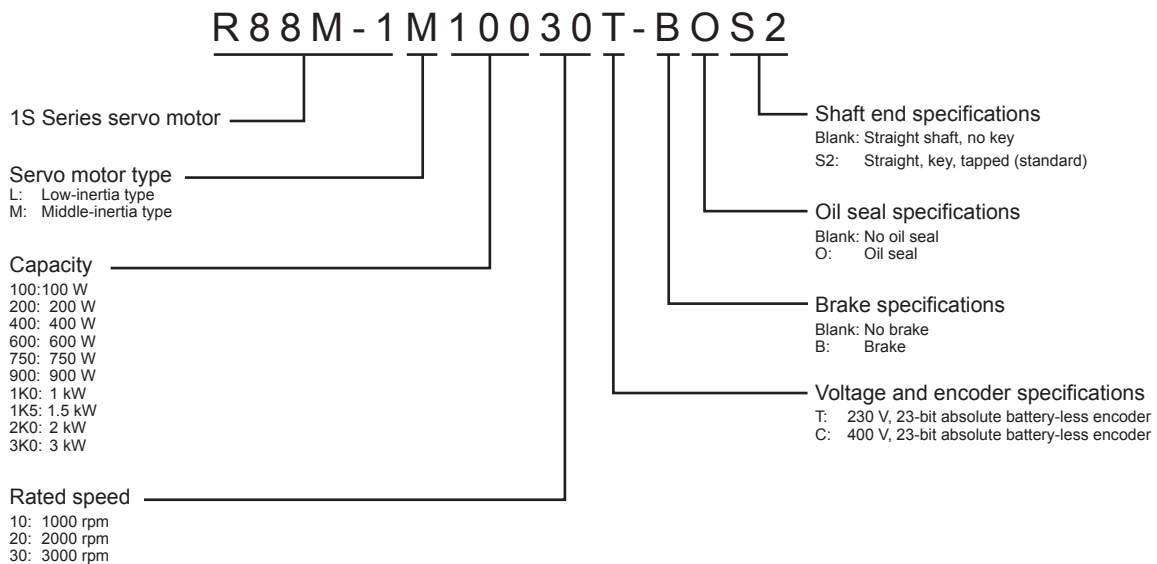 R88M-1M10030T-BOS2
1S Series servo motor
Servo motor type
L: Low-inertia type
M: Middle-inertia type
Capacity
100:100 W
200: 200 W
400: 400 W
600: 600 W
750: 750 W
900: 900 W
1K0: 1 kW
1K5: 1.5 kW
2K0: 2 kW
3K0: 3 kW
Rated speed
10: 1000 rpm
20: 2000 rpm
30: 3000 rpm
Shaft end specifications
Blank: Straight shaft, no key
S2: Straight, key, tapped (standard)
Oil seal specifications
Blank: No oil seal
O: Oil seal
Brake specifications
Blank: No brake
B: Brake
Voltage and encoder specifications
T: 230 V, 23-bit absolute battery-less encoder
C: 400 V, 23-bit absolute battery-less encoder